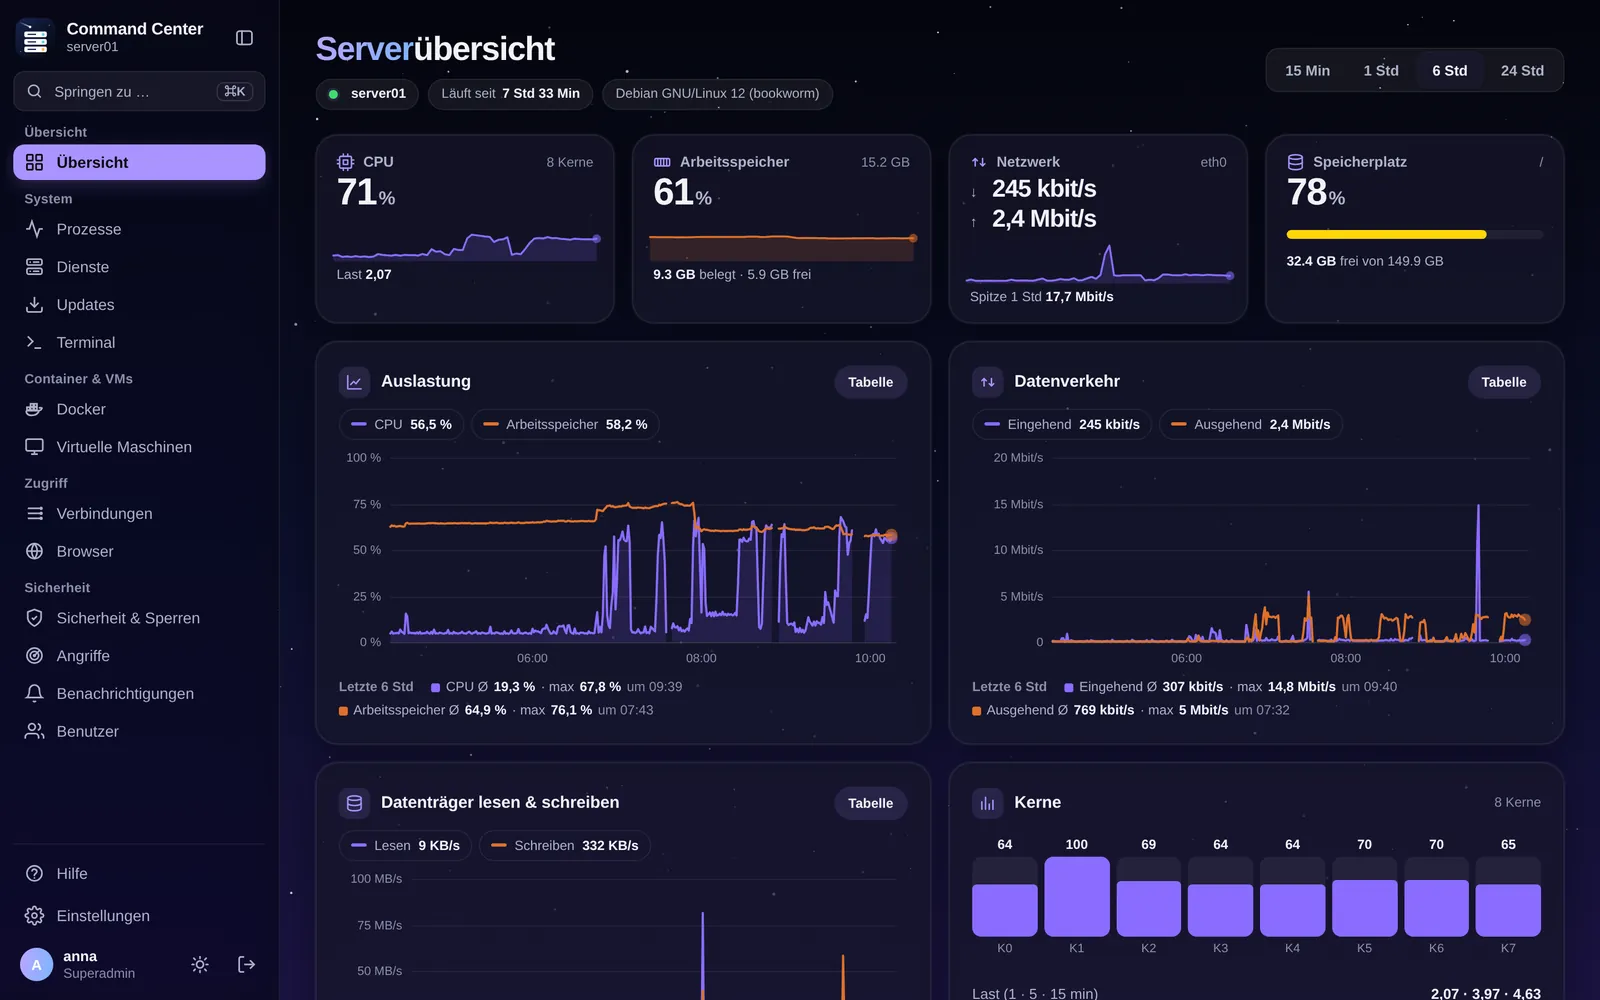 Command Center
server01
Springen zu …
⌘K
Übersicht
Übersicht
System
Prozesse
Dienste
Updates
Terminal
Container & VMs
Docker
Virtuelle Maschinen
Zugriff
Verbindungen
Browser
Sicherheit
Sicherheit & Sperren
Angriffe
Benachrichtigungen
Benutzer
Hilfe
Einstellungen
A
anna
Superadmin
Serverübersicht
server01
Läuft seit 7 Std 33 Min
Debian GNU/Linux 12 (bookworm)
15 Min
1 Std
6 Std
24 Std
CPU
8 Kerne
71 %
Last 2,07
Arbeitsspeicher
15.2 GB
61 %
9.3 GB belegt · 5.9 GB frei
Netzwerk
eth0
↓ 245 kbit/s
↑ 2,4 Mbit/s
Spitze 1 Std 17,7 Mbit/s
Speicherplatz
/
78 %
32.4 GB frei von 149.9 GB
Auslastung
Tabelle
CPU 56,5 %
Arbeitsspeicher 58,2 %
100 %
75 %
50 %
25 %
0 %
06:00
08:00
10:00
Letzte 6 Std
CPU Ø 19,3 % · max 67,8 % um 09:39
Arbeitsspeicher Ø 64,9 % · max 76,1 % um 07:43
Datenverkehr
Tabelle
Eingehend 245 kbit/s
Ausgehend 2,4 Mbit/s
20 Mbit/s
15 Mbit/s
10 Mbit/s
5 Mbit/s
0
06:00
08:00
10:00
Letzte 6 Std
Eingehend Ø 307 kbit/s · max 14,8 Mbit/s um 09:40
Ausgehend Ø 769 kbit/s · max 5 Mbit/s um 07:32
Datenträger lesen & schreiben
Tabelle
Lesen 9 KB/s
Schreiben 332 KB/s
100 MB/s
75 MB/s
50 MB/s
Kerne
8 Kerne
64 100 69 64 64 70 70 65
K0 K1 K2 K3 K4 K5 K6 K7
Last (1 · 5 · 15 min)
2,07 · 3,97 · 4,63